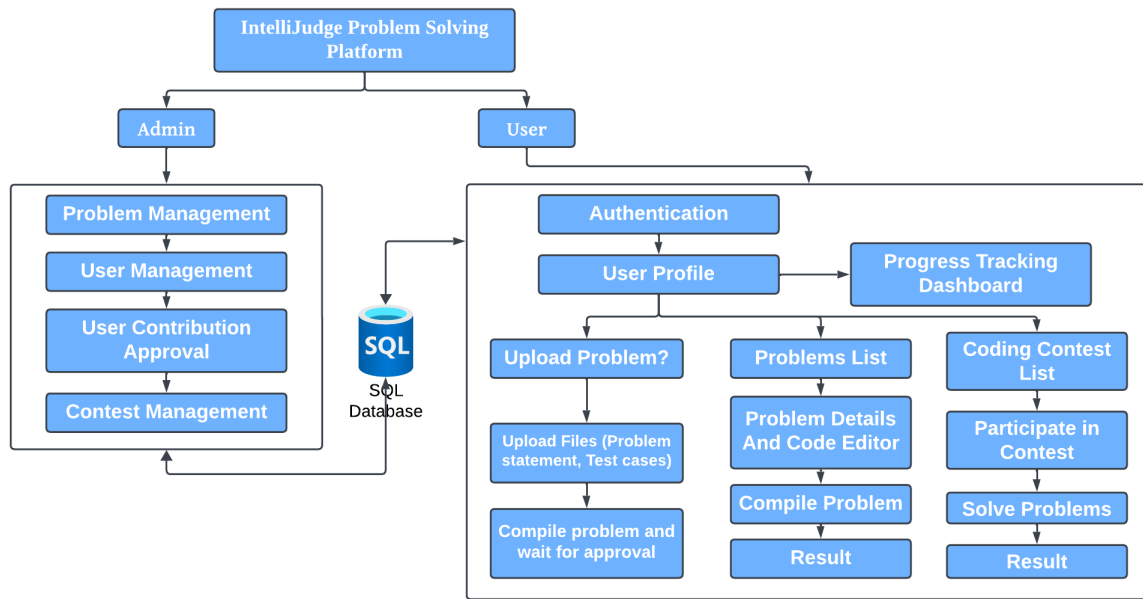 IntelliJudge Problem Solving
Platform
Admin
User
Problem Management
User Management
User Contribution
Approval
Contest Management
SQL
SQL
Database
Authentication
User Profile
Progress Tracking
Dashboard
Upload Problem?
Upload Files (Problem
statement, Test cases)
Compile problem and
wait for approval
Problems List
Problem Details
And Code Editor
Compile Problem
Result
Coding Contest
List
Participate in
Contest
Solve Problems
Result